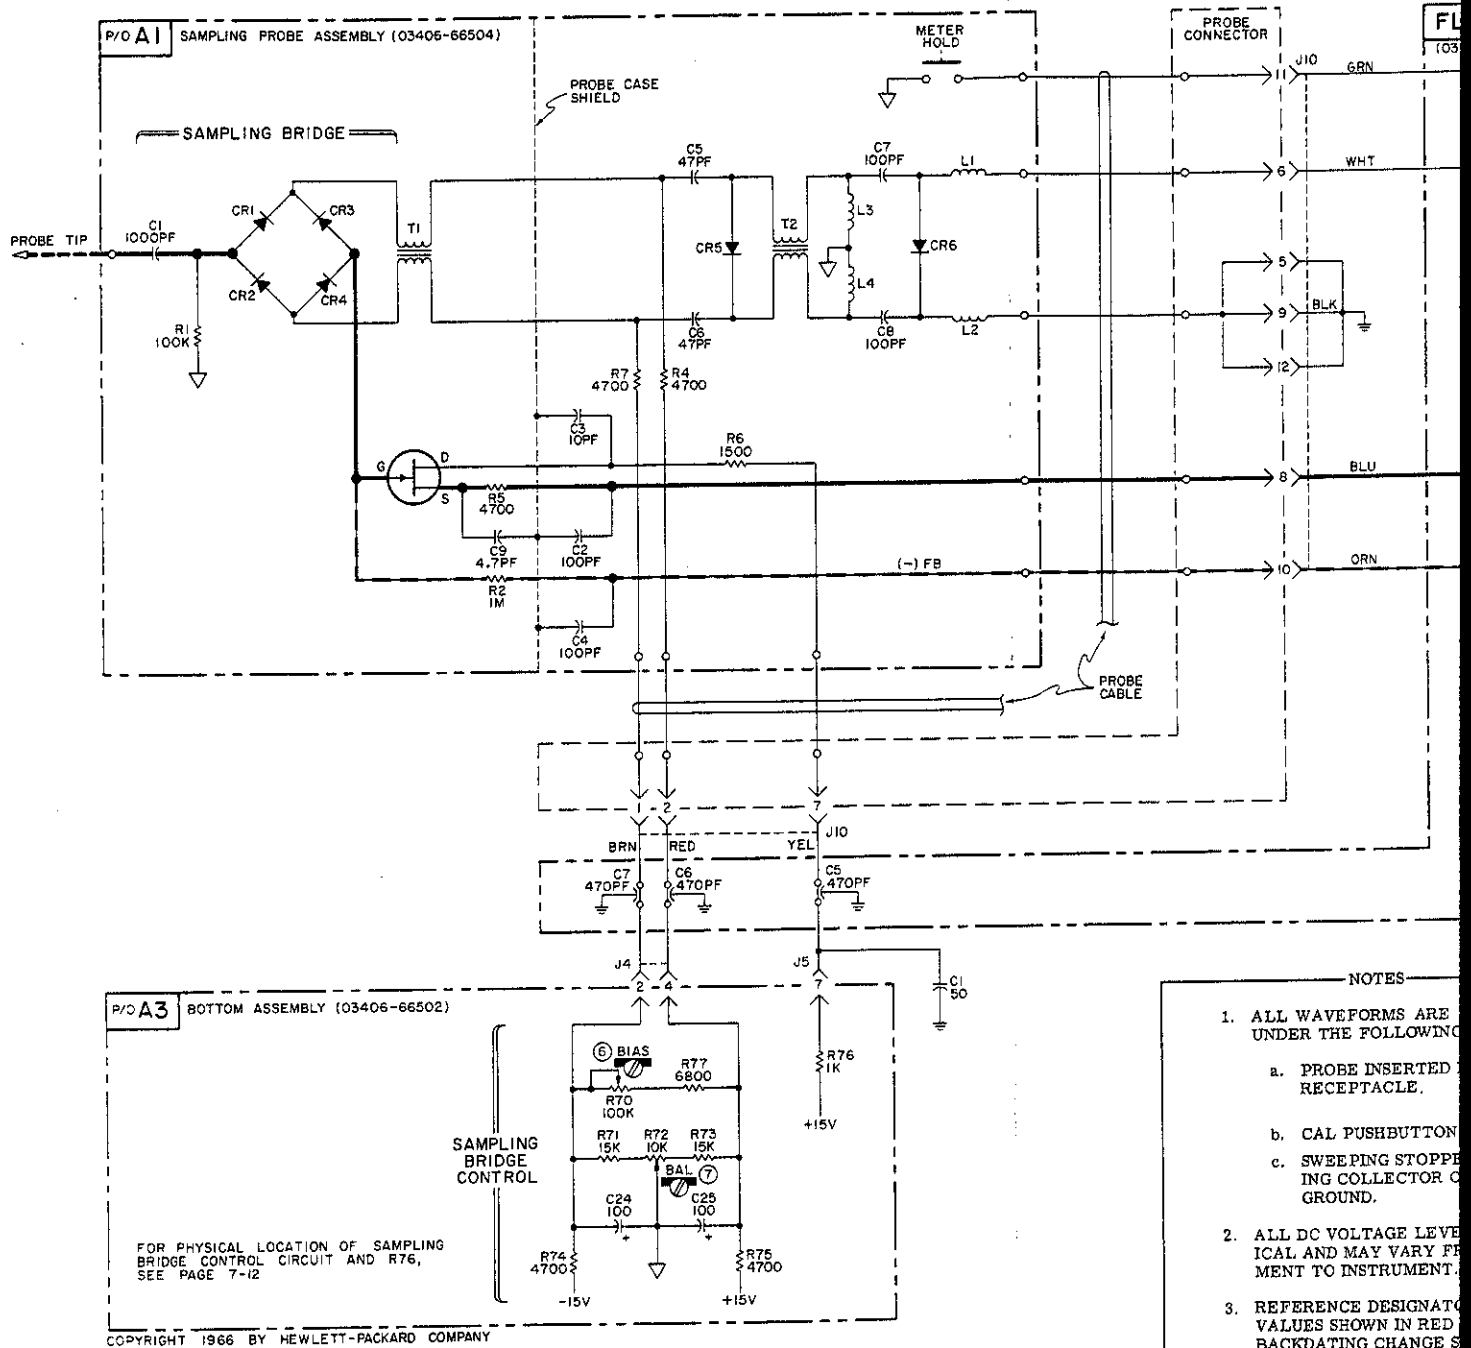 P/O A1 SAMPLING PROBE ASSEMBLY (03406-66504)
METER
HOLD
PROBE
CONNECTOR
FL
(03
PROBE CASE
SHIELD
11
J10
GRN
SAMPLING BRIDGE
C5
47PF
C7
100PF
L1
6
WHT
CR1
CR3
T1
C1
1000PF
PROBE TIP
L3
T2
CR5
CR6
L4
5
9
BLK
12
CR2
CR4
R1
100K
C6
47PF
C8
100PF
L2
R7
4700
R4
4700
C3
10PF
R6
1500
G
D
S
R5
4700
8
BLU
C9
4.7PF
C2
100PF
(-) FB
10
ORN
R2
1M
C4
100PF
PROBE
CABLE
1
2
7
J10
BRN
RED
YEL
C7
470PF
C6
470PF
C5
470PF
J4
J5
2
4
7
C1
50
P/O A3 BOTTOM ASSEMBLY (03406-66502)
6 BIAS
R77
6800
R70
100K
R76
1K
+15V
R71
15K
R72
10K
R73
15K
BAL 7
SAMPLING
BRIDGE
CONTROL
C24
100
+
C25
100
+
R74
4700
R75
4700
-15V
+15V
FOR PHYSICAL LOCATION OF SAMPLING
BRIDGE CONTROL CIRCUIT AND R76,
SEE PAGE 7-12
COPYRIGHT 1966 BY HEWLETT-PACKARD COMPANY
NOTES
1. ALL WAVEFORMS ARE
UNDER THE FOLLOWING
a. PROBE INSERTED
RECEPTACLE.
b. CAL PUSHBUTTON
c. SWEEPING STOPPE
ING COLLECTOR
GROUND.
2. ALL DC VOLTAGE LEVE
ICAL AND MAY VARY FR
MENT TO INSTRUMENT.
3. REFERENCE DESIGNATO
VALUES SHOWN IN RED
BACKDATING CHANGE S